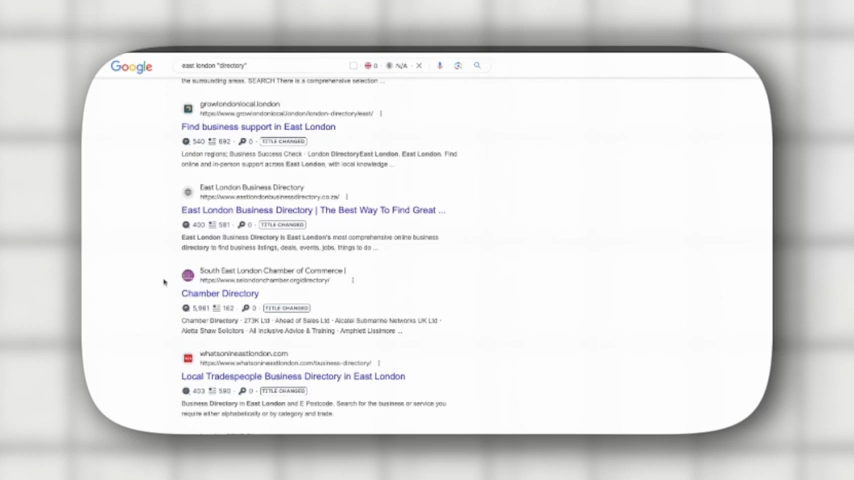 Google
east london "directory"
0
N/A
the surrounding areas. SEARCH There is a comprehensive selection ...
growlondonlocal.london
https://www.growlondonlocal.london/london-directory/east/
Find business support in East London
540 692 · 0 · TITLE CHANGED
London regions; Business Success Check · London DirectoryEast London. East London. Find
online and in-person support across East London, with local knowledge ...
East London Business Directory
https://www.eastlondonbusinessdirectory.co.za/
East London Business Directory | The Best Way To Find Great ...
400 581 · 0 · TITLE CHANGED
East London Business Directory is East London's most comprehensive online business
directory to find business listings, deals, events, jobs, things to do ...
South East London Chamber of Commerce |
https://www.selondonchamber.org/directory/
Chamber Directory
5,961 162 · 0 · TITLE CHANGED
Chamber Directory · 273K Ltd · Ahead of Sales Ltd · Alcatel Submarine Networks UK Ltd ·
Aletta Shaw Solicitors · All Inclusive Advice & Training · Amphlett Lissimore ...
whatsonineastlondon.com
https://www.whatsonineastlondon.com/business-directory/
Local Tradespeople Business Directory in East London
403 590 · 0 · TITLE CHANGED
Business Directory in East London and E Postcode. Search for the business or service you
require either alphabetically or by category and trade.